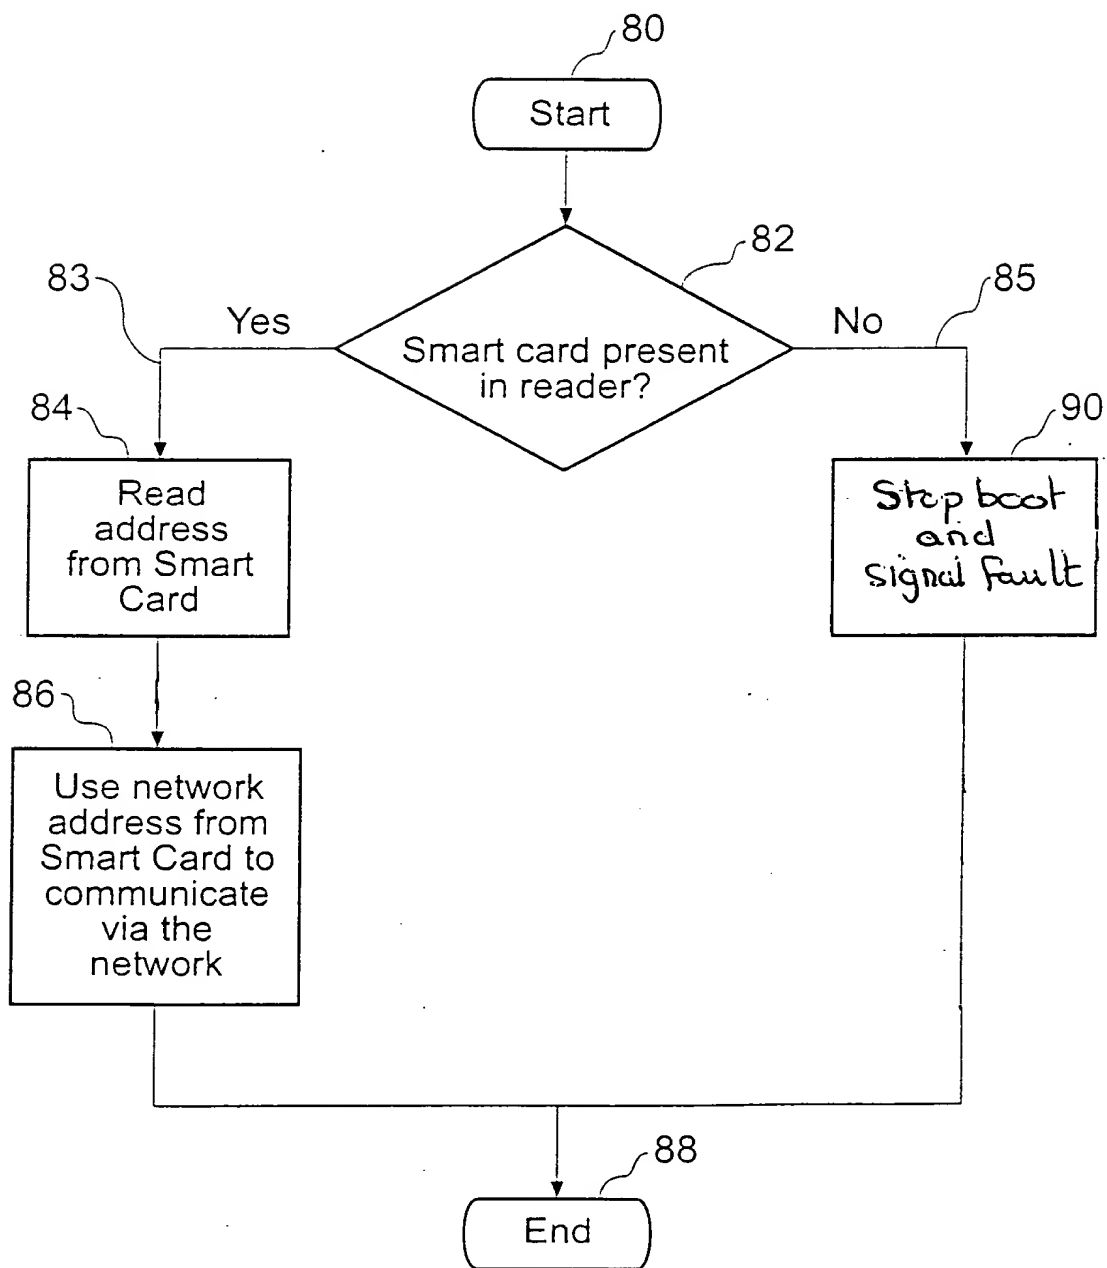 80
Start
82
83
85
Yes
No
Smart card present
in reader?
84
90
Read
address
from Smart
Card
Stop boot
and
signal fault
86
Use network
address from
Smart Card to
communicate
via the
network
88
End